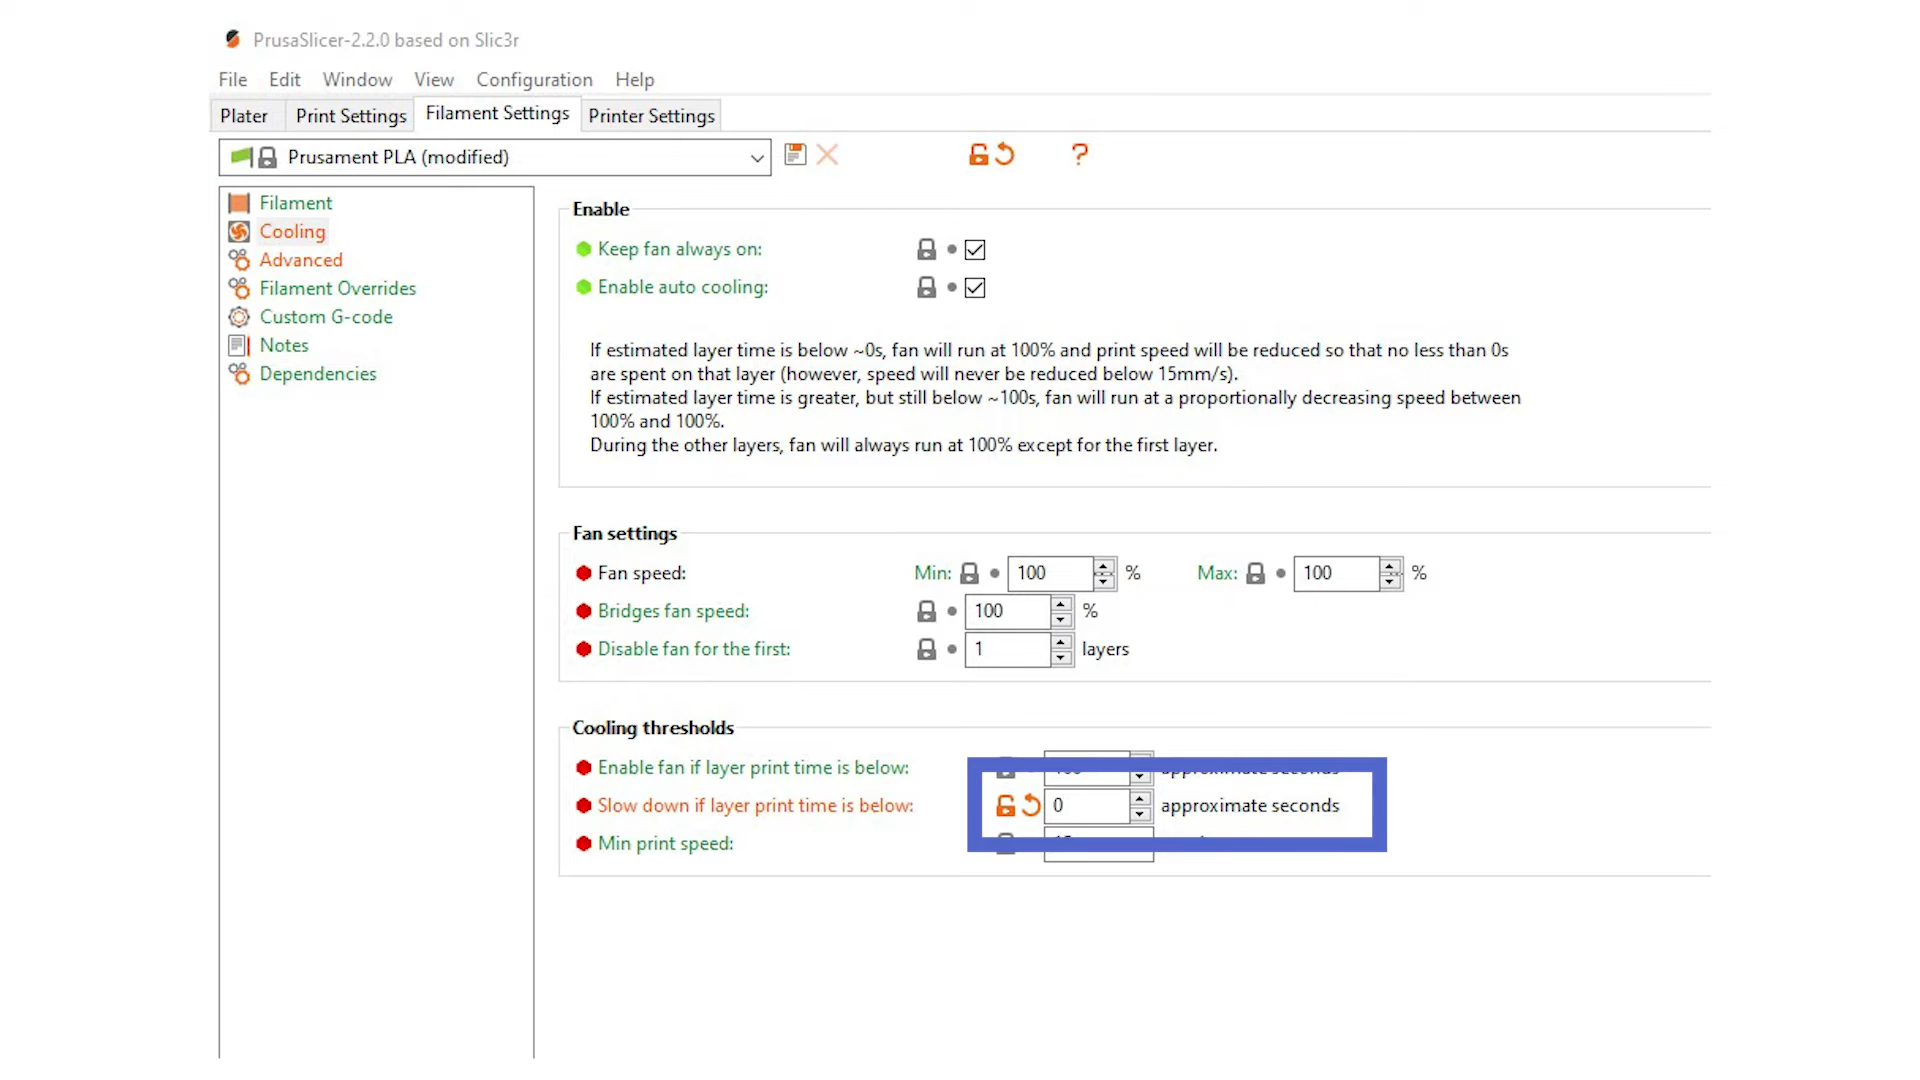 PrusaSlicer-2.2.0 based on Slic3r
File Edit Window View Configuration Help
Plater Print Settings Filament Settings Printer Settings
Prusament PLA (modified) ?
Filament
Cooling
Advanced
Filament Overrides
Custom G-code
Notes
Dependencies
Enable
Keep fan always on:
Enable auto cooling:
If estimated layer time is below ~0s, fan will run at 100% and print speed will be reduced so that no less than 0s
are spent on that layer (however, speed will never be reduced below 15mm/s).
If estimated layer time is greater, but still below ~100s, fan will run at a proportionally decreasing speed between
100% and 100%.
During the other layers, fan will always run at 100% except for the first layer.
Fan settings
Fan speed: Min: 100 % Max: 100 %
Bridges fan speed: 100 %
Disable fan for the first: 1 layers
Cooling thresholds
Enable fan if layer print time is below: approximate seconds
Slow down if layer print time is below: 0 approximate seconds
Min print speed: